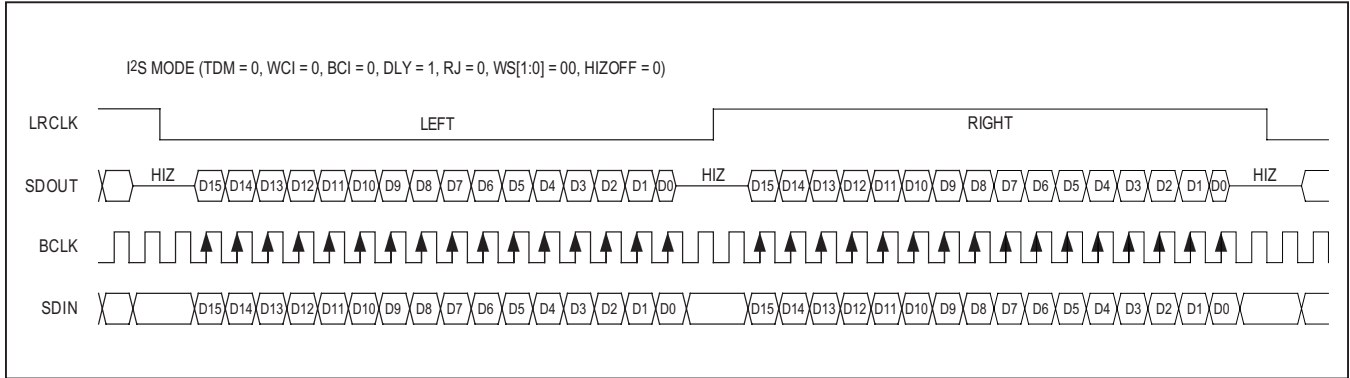 I2S MODE (TDM = 0, WCI = 0, BCI = 0, DLY = 1, RJ = 0, WS[1:0] = 00, HIZOFF = 0)
LRCLK LEFT RIGHT
SDOUT HIZ D15 D14 D13 D12 D11 D10 D9 D8 D7 D6 D5 D4 D3 D2 D1 D0 HIZ D15 D14 D13 D12 D11 D10 D9 D8 D7 D6 D5 D4 D3 D2 D1 D0 HIZ
BCLK
SDIN D15 D14 D13 D12 D11 D10 D9 D8 D7 D6 D5 D4 D3 D2 D1 D0 D15 D14 D13 D12 D11 D10 D9 D8 D7 D6 D5 D4 D3 D2 D1 D0